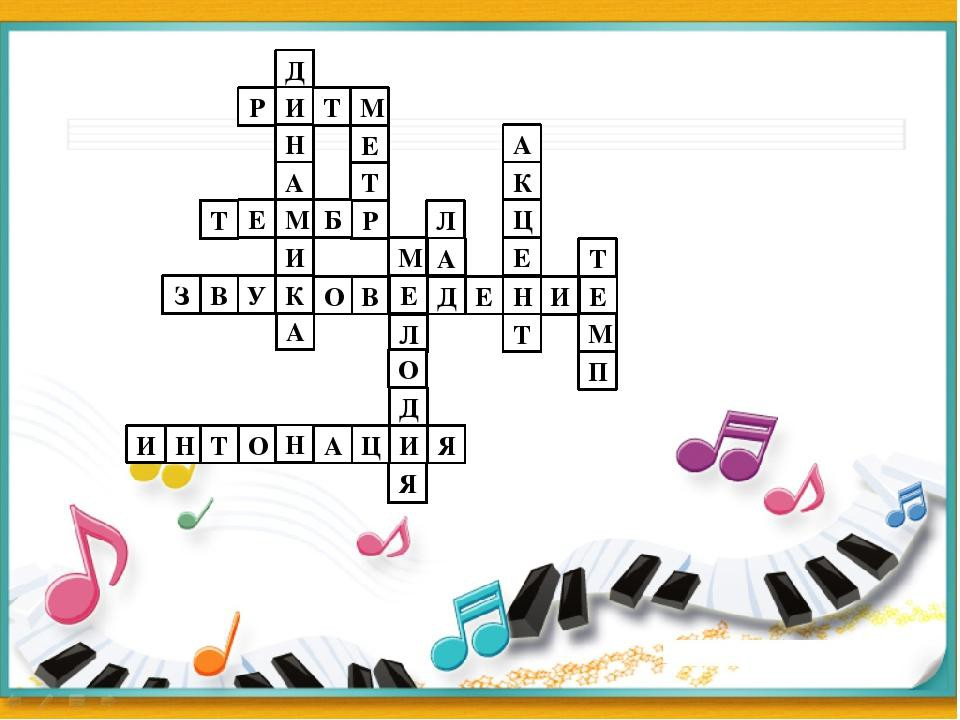 Д
РИТМ
Н Е А
А Т К
ТЕМБР Л Ц
И М А Е Т
ЗВУКОВЕДЕНИЕ
А Л Т М
О П
Д
ИНТОНАЦИЯ
Я